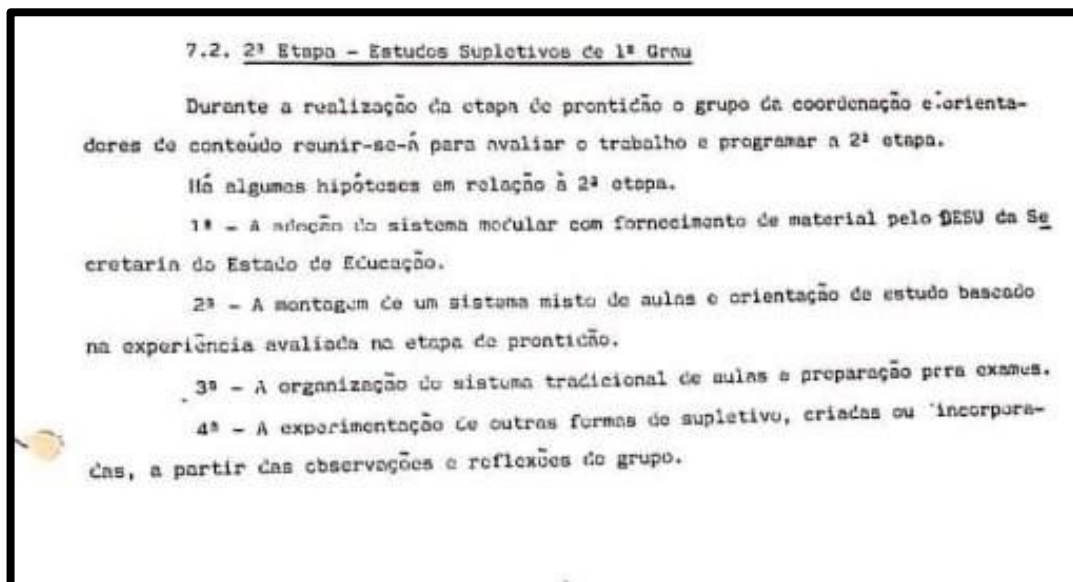 7.2. 2ª Etapa - Estudos Supletivos de 1º Grau
Durante a realização da etapa de prontidão o grupo da coordenação e orienta-
dores de conteúdo reunir-se-á para avaliar o trabalho e programar a 2ª etapa.
Há algumas hipóteses em relação à 2ª etapa.
1ª - A adoção do sistema modular com fornecimento de material pelo DESU da Se
cretaria do Estado de Educação.
2ª - A montagem de um sistema misto de aulas e orientação de estudo baseado
na experiência avaliada na etapa de prontidão.
3ª - A organização do sistema tradicional de aulas e preparação para exames.
4ª - A experimentação de outras formas de supletivo, criadas ou incorpora-
das, a partir das observações e reflexões do grupo.